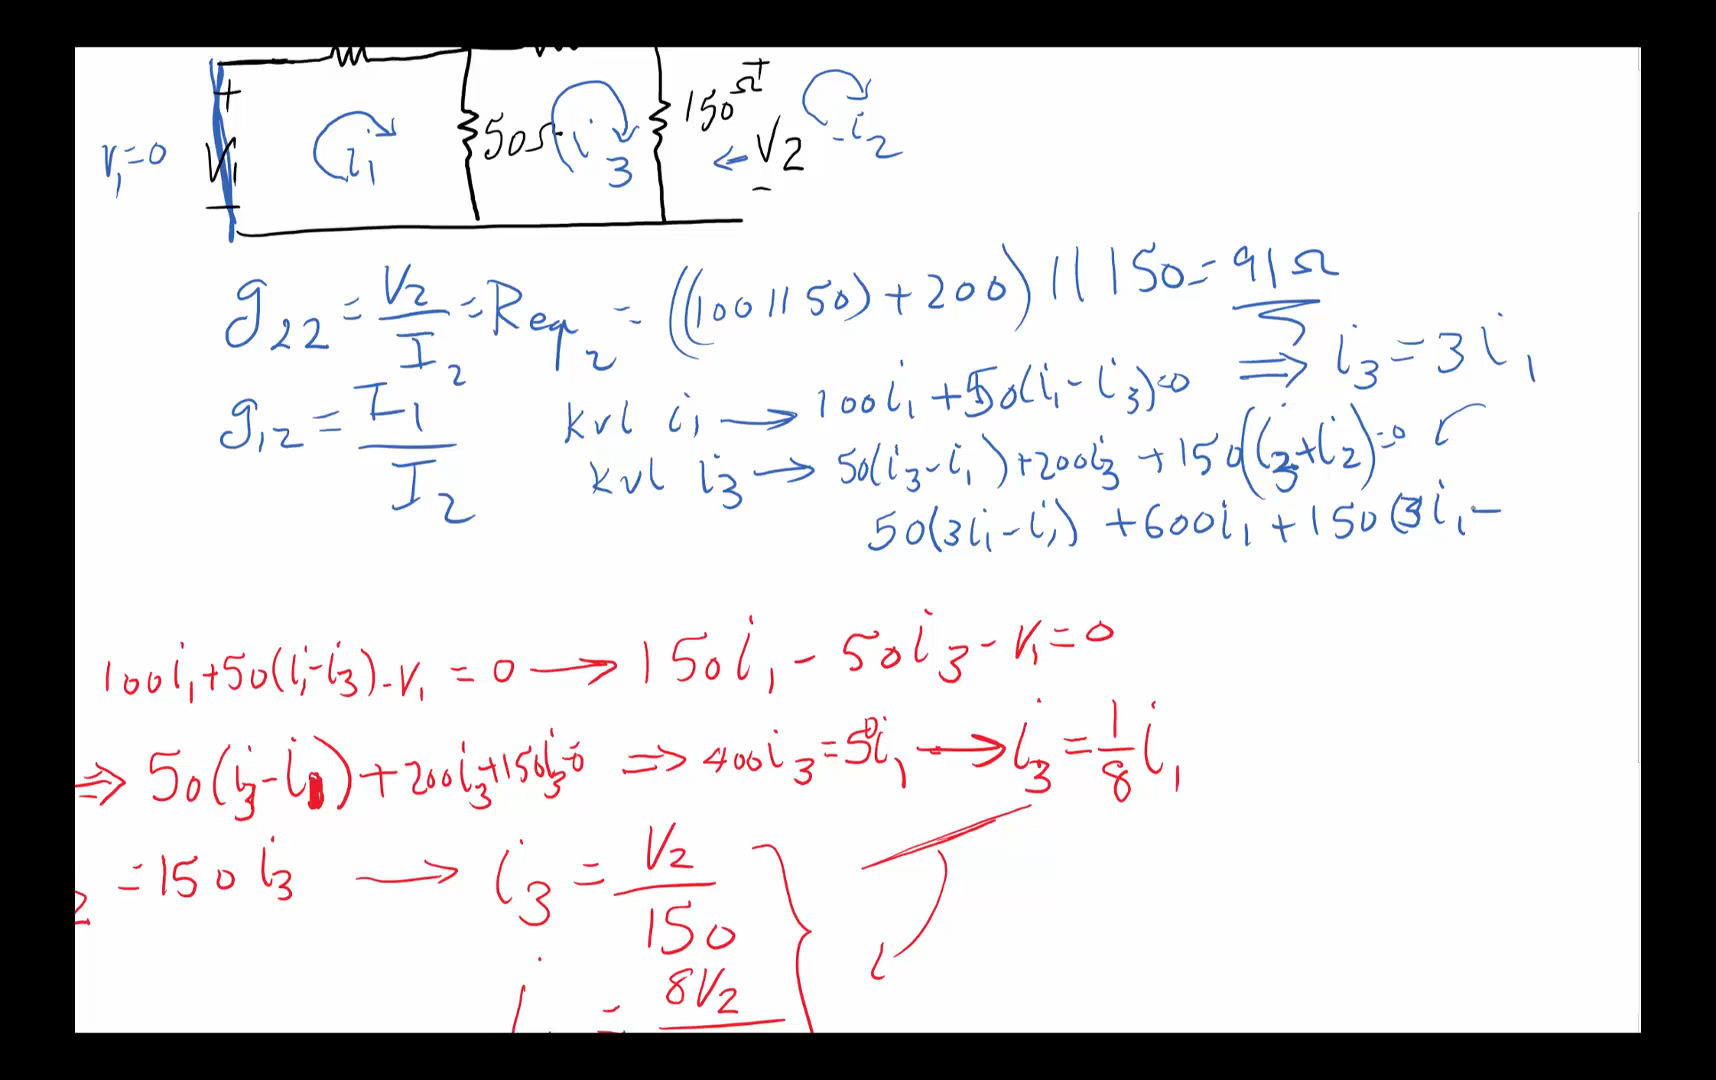 + V₁ -
v₁=0
i₁
50Ω
i₃
150Ω
+ V2 -
-i₂
g₂₂ = V₂/I₂ = Req₂ = ((100||50)+200)||150 = 91Ω
⇒ i₃ = 3i₁
g₁₂ = I₁/I₂
kvl i₁ → 100i₁ + 50(i₁-i₃)=0
kvl i₃ → 50(i₃-i₁)+200i₃ + 150(i₃+i₂)=0
50(3i₁-i₁) + 600i₁ + 150(3i₁-
100i₁+50(i₁-i₃)-V₁ = 0 → 150i₁ - 50i₃ - V₁ = 0
⇒ 50(i₃-i₁)+200i₃+150i₃=0 ⇒ 400i₃=50i₁ → i₃ = 1/8 i₁
2 = 150i₃ → i₃ = V2/150
= 8V2